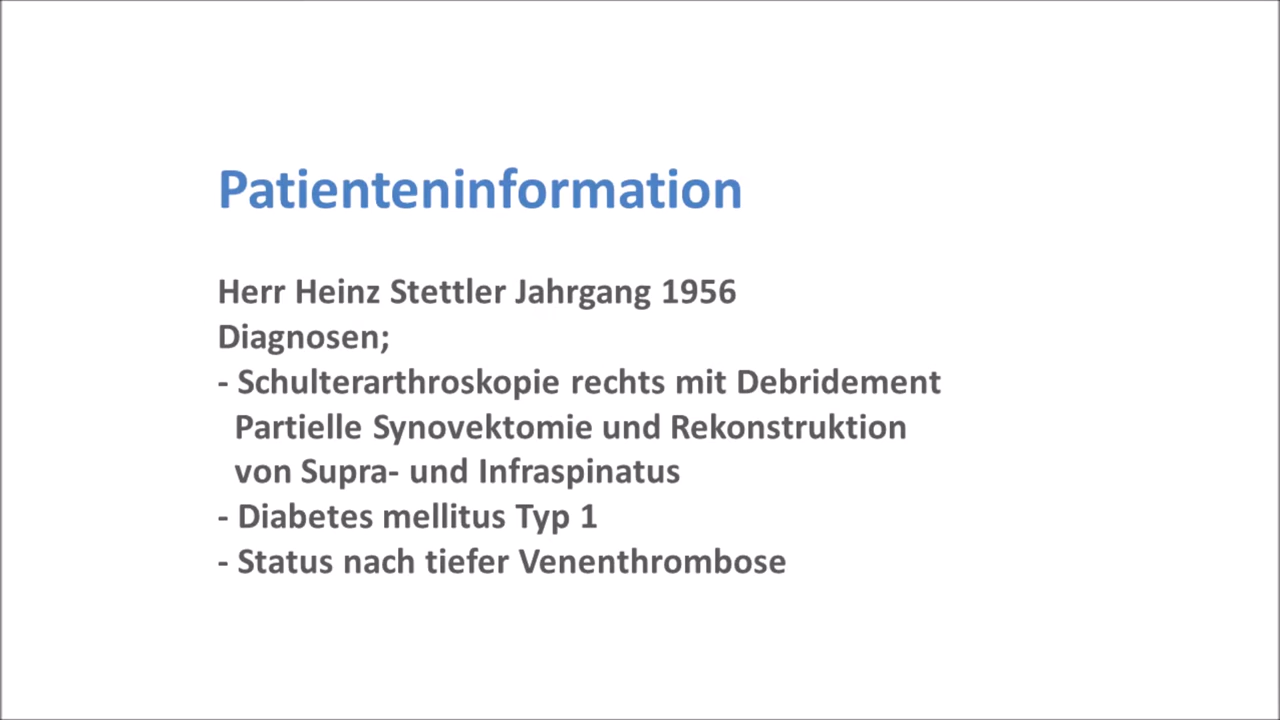 Patienteninformation
Herr Heinz Stettler Jahrgang 1956
Diagnosen;
- Schulterarthroskopie rechts mit Debridement
Partielle Synovektomie und Rekonstruktion
von Supra- und Infraspinatus
- Diabetes mellitus Typ 1
- Status nach tiefer Venenthrombose